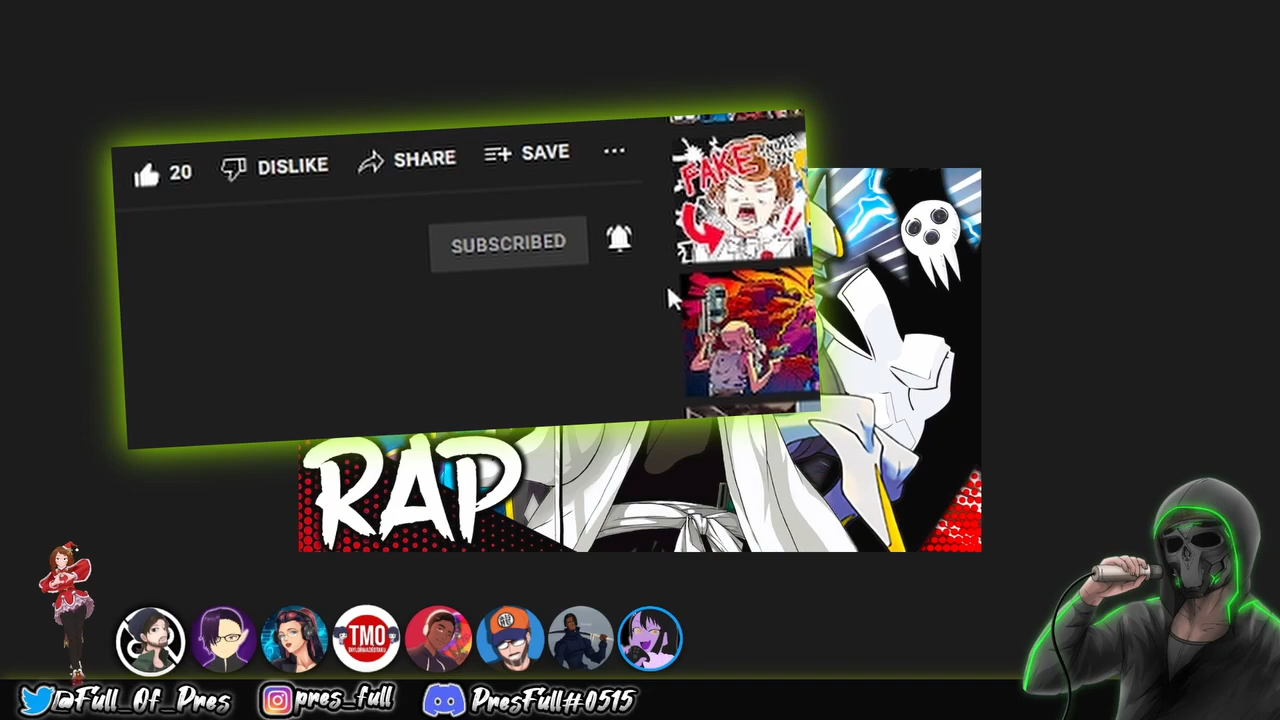 20 DISLIKE SHARE SAVE
FAKE
SUBSCRIBED
RAP
TMO
@Full_Of_Pres pres_full PresFull#0515